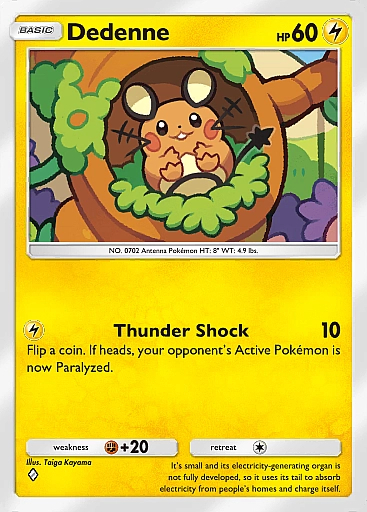 BASIC Dedenne HP 60
NO. 0702 Antenna Pokémon HT: 8" WT: 4.9 lbs.
Thunder Shock 10
Flip a coin. If heads, your opponent's Active Pokémon is
now Paralyzed.
weakness +20 retreat
Illus. Taiga Kayama
It's small and its electricity-generating organ is
not fully developed, so it uses its tail to absorb
electricity from people's homes and charge itself.